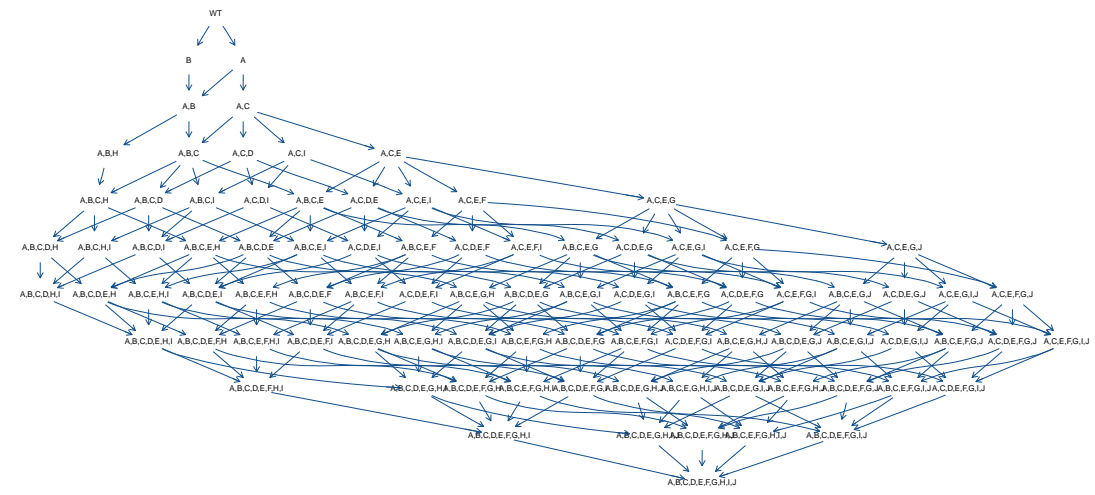 WT
B A
A,B A,C
A,B,H A,B,C A,C,D A,C,I A,C,E
A,B,C,H A,B,C,D A,B,C,I A,C,D,I A,B,C,E A,C,D,E A,C,E,I A,C,E,F A,C,E,G
A,B,C,D,H A,B,C,H,I A,B,C,D,I A,B,C,E,H A,B,C,D,E A,B,C,E,I A,C,D,E,I A,B,C,E,F A,C,D,E,F A,C,E,F,I A,B,C,E,G A,C,D,E,G A,C,E,G,I A,C,E,F,G A,C,E,G,J
A,B,C,D,H,I A,B,C,D,E,H A,B,C,E,H,I A,B,C,D,E,I A,B,C,E,F,H A,B,C,D,E,F A,B,C,E,F,I A,C,D,E,F,I A,B,C,E,G,H A,B,C,D,E,G A,B,C,E,G,I A,C,D,E,G,I A,B,C,E,F,G A,C,D,E,F,G A,C,E,F,G,I A,B,C,E,G,J A,C,D,E,G,J A,C,E,G,I,J A,C,E,F,G,J
A,B,C,D,E,H,I A,B,C,D,E,F,H A,B,C,E,F,H,I A,B,C,D,E,F,I A,B,C,D,E,G,H A,B,C,E,G,H,I A,B,C,D,E,G,I A,B,C,E,F,G,H A,B,C,D,E,F,G A,B,C,E,F,G,I A,C,D,E,F,G,I A,B,C,E,G,H,J A,B,C,D,E,G,J A,B,C,E,G,I,J A,C,D,E,G,I,J A,B,C,E,F,G,J A,C,D,E,F,G,J A,C,E,F,G,I,J
A,B,C,D,E,F,H,I A,B,C,D,E,G,H,I A,B,C,D,E,F,G,H A,B,C,E,F,G,H,I A,B,C,D,E,F,G,I A,B,C,D,E,G,H,J A,B,C,E,G,H,I,J A,B,C,D,E,G,I,J A,B,C,E,F,G,H,J A,B,C,D,E,F,G,J A,B,C,E,F,G,I,J A,C,D,E,F,G,I,J
A,B,C,D,E,F,G,H,I A,B,C,D,E,G,H,I,J A,B,C,D,E,F,G,H,J A,B,C,E,F,G,H,I,J A,B,C,D,E,F,G,I,J
A,B,C,D,E,F,G,H,I,J